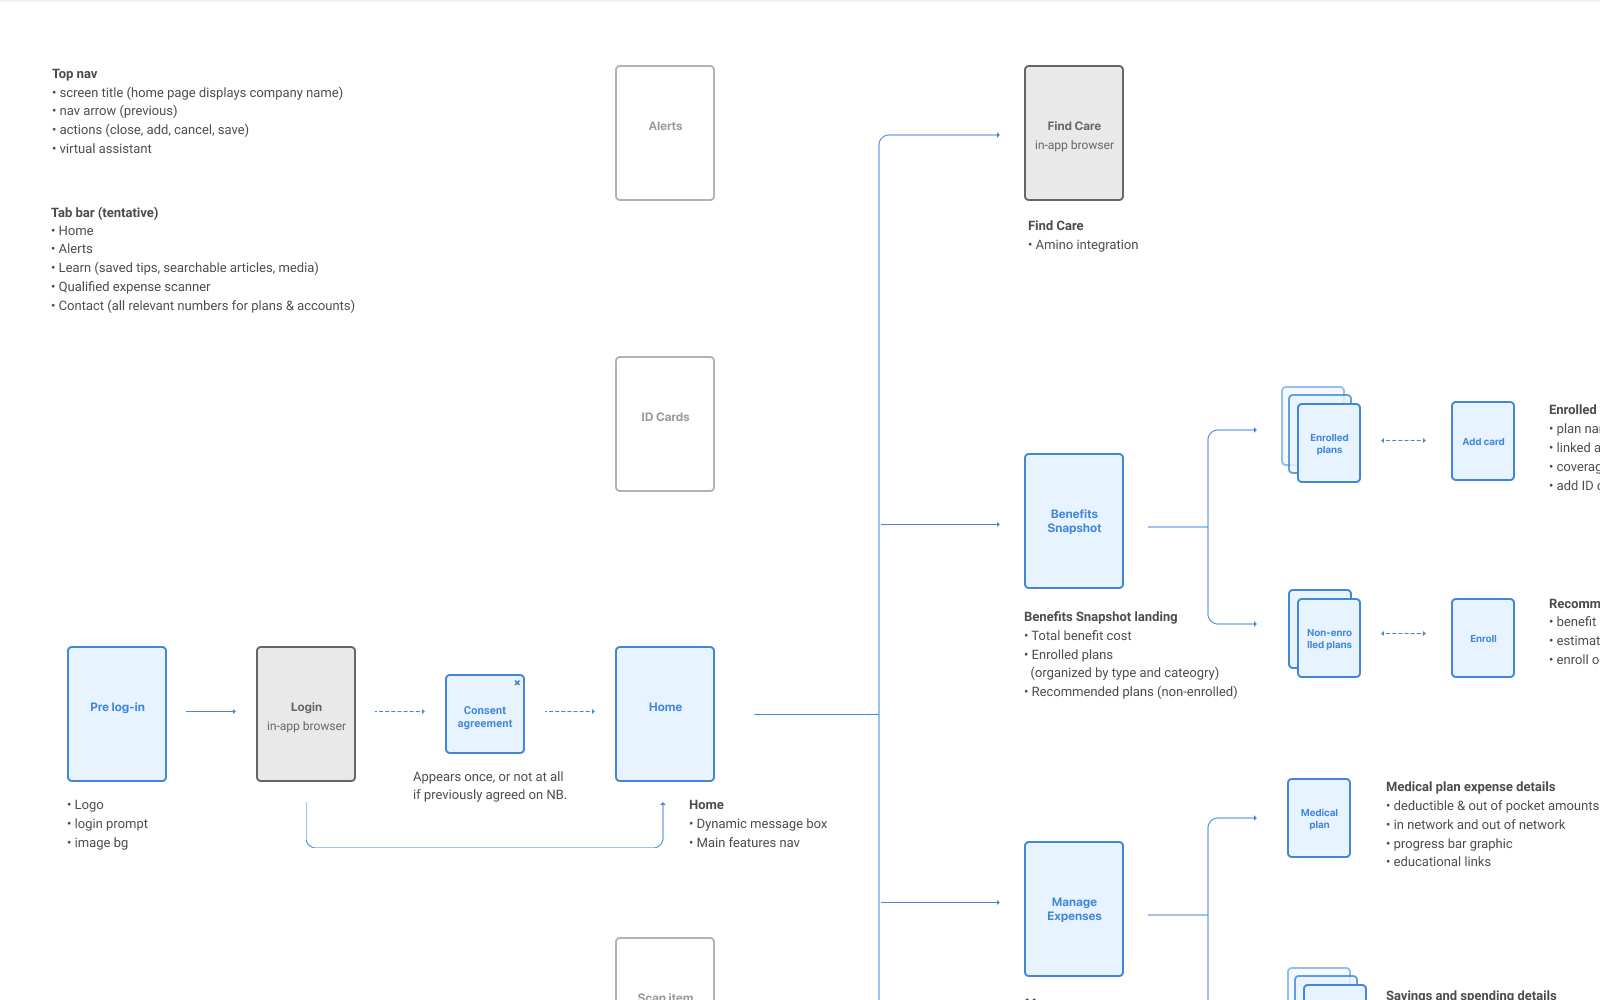 Top nav
• screen title (home page displays company name)
• nav arrow (previous)
• actions (close, add, cancel, save)
• virtual assistant
Tab bar (tentative)
• Home
• Alerts
• Learn (saved tips, searchable articles, media)
• Qualified expense scanner
• Contact (all relevant numbers for plans & accounts)
Alerts
ID Cards
Pre log-in
• Logo
• login prompt
• image bg
Login
in-app browser
Consent
agreement
Appears once, or not at all
if previously agreed on NB.
Home
Home
• Dynamic message box
• Main features nav
Scan item
Find Care
in-app browser
Find Care
• Amino integration
Benefits
Snapshot
Benefits Snapshot landing
• Total benefit cost
• Enrolled plans
(organized by type and cateogry)
• Recommended plans (non-enrolled)
Enrolled
plans
Add card
Enrolled
• plan na
• linked a
• coverag
• add ID
Non-enro
lled plans
Enroll
Recomm
• benefit
• estimat
• enroll o
Manage
Expenses
Medical
plan
Medical plan expense details
• deductible & out of pocket amounts
• in network and out of network
• progress bar graphic
• educational links
Savings and spending details